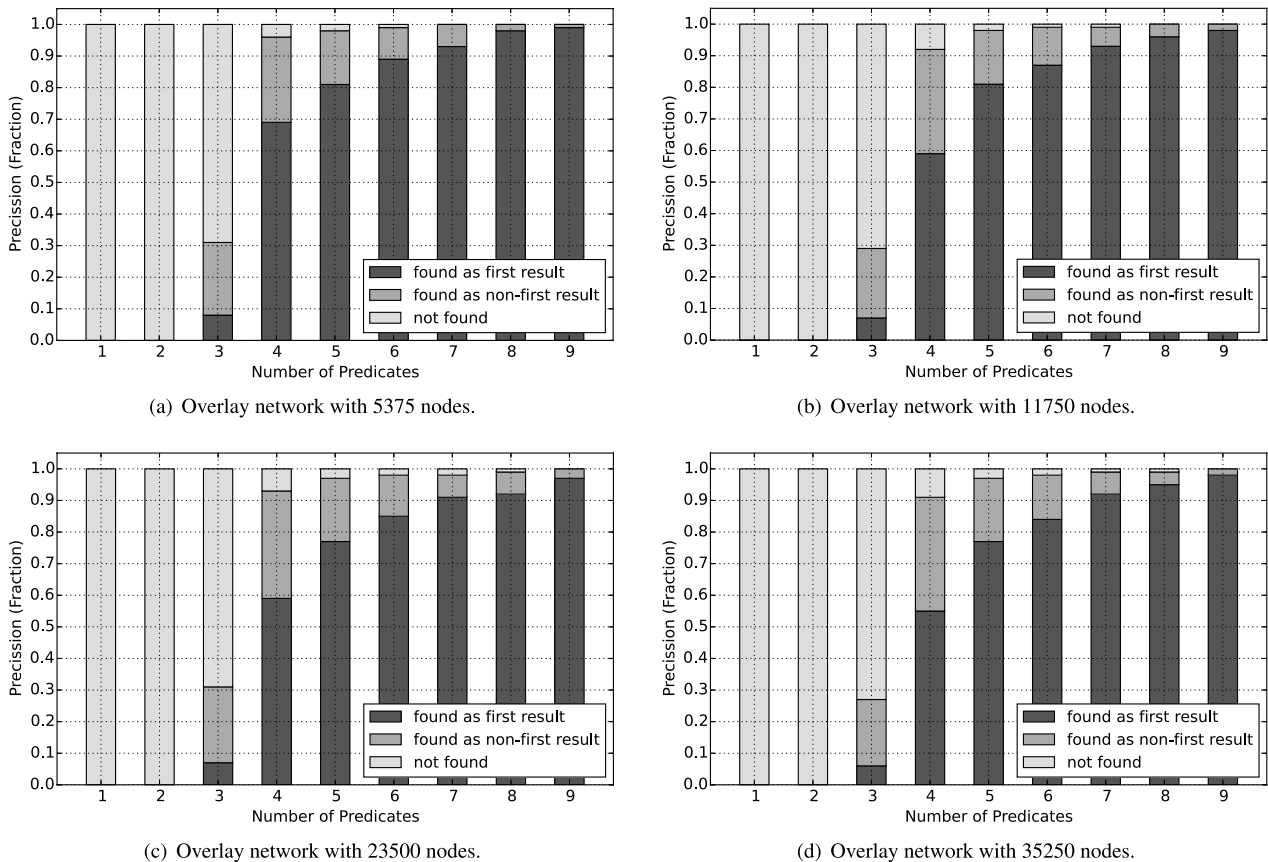 1.0
0.9
0.8
0.7
0.6
0.5
0.4
0.3
0.2
0.1
0.0
Precission (Fraction)
found as first result
found as non-first result
not found
1 2 3 4 5 6 7 8 9
Number of Predicates
(a) Overlay network with 5375 nodes.
1.0
0.9
0.8
0.7
0.6
0.5
0.4
0.3
0.2
0.1
0.0
Precission (Fraction)
found as first result
found as non-first result
not found
1 2 3 4 5 6 7 8 9
Number of Predicates
(b) Overlay network with 11750 nodes.
1.0
0.9
0.8
0.7
0.6
0.5
0.4
0.3
0.2
0.1
0.0
Precission (Fraction)
found as first result
found as non-first result
not found
1 2 3 4 5 6 7 8 9
Number of Predicates
(c) Overlay network with 23500 nodes.
1.0
0.9
0.8
0.7
0.6
0.5
0.4
0.3
0.2
0.1
0.0
Precission (Fraction)
found as first result
found as non-first result
not found
1 2 3 4 5 6 7 8 9
Number of Predicates
(d) Overlay network with 35250 nodes.